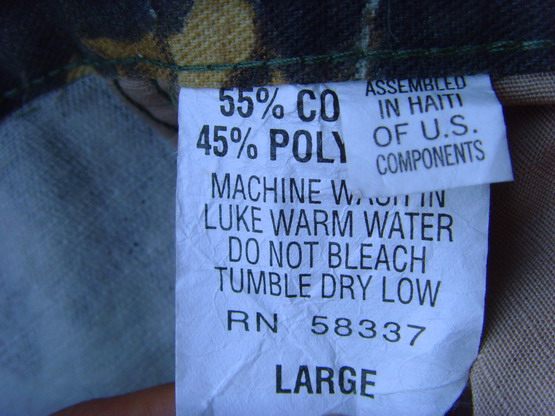 55% CO
45% POLY
ASSEMBLED
IN HAITI
OF U.S.
COMPONENTS
MACHINE WASH IN
LUKE WARM WATER
DO NOT BLEACH
TUMBLE DRY LOW
RN 58337
LARGE